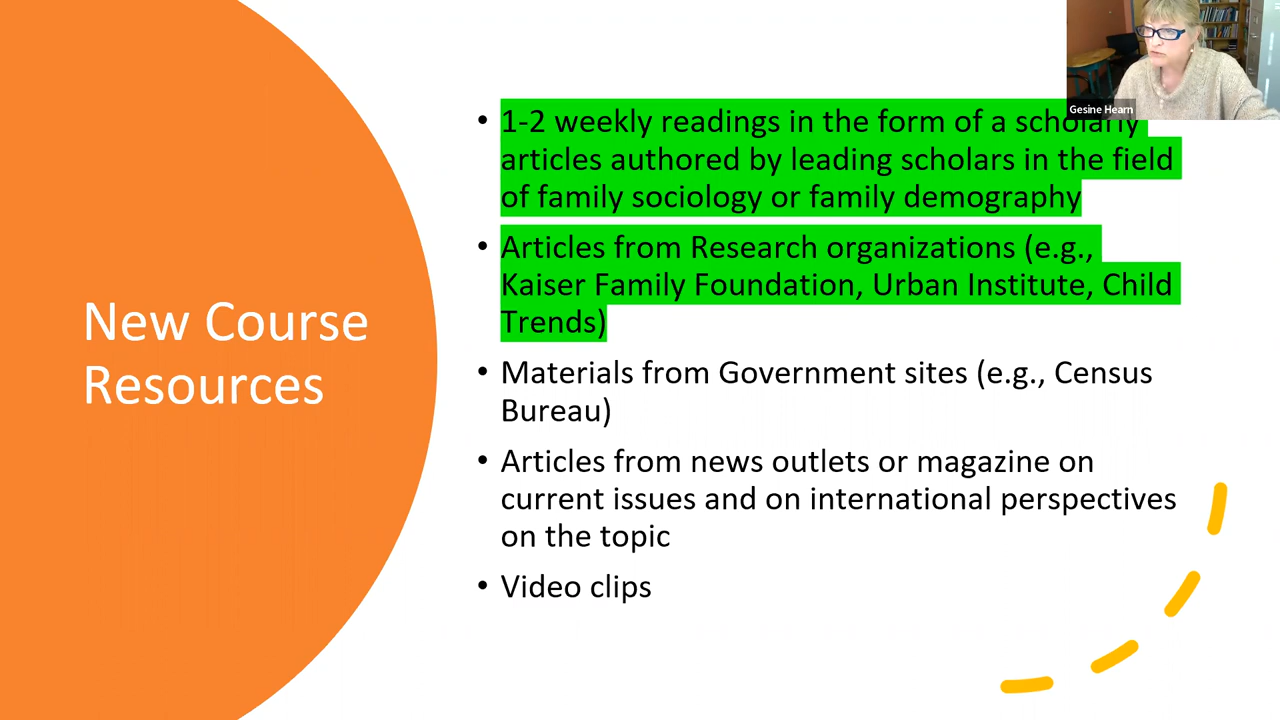 New Course
Resources
• 1-2 weekly readings in the form of a scholarly
articles authored by leading scholars in the field
of family sociology or family demography
• Articles from Research organizations (e.g.,
Kaiser Family Foundation, Urban Institute, Child
Trends)
• Materials from Government sites (e.g., Census
Bureau)
• Articles from news outlets or magazine on
current issues and on international perspectives
on the topic
• Video clips
Gesine Hearn